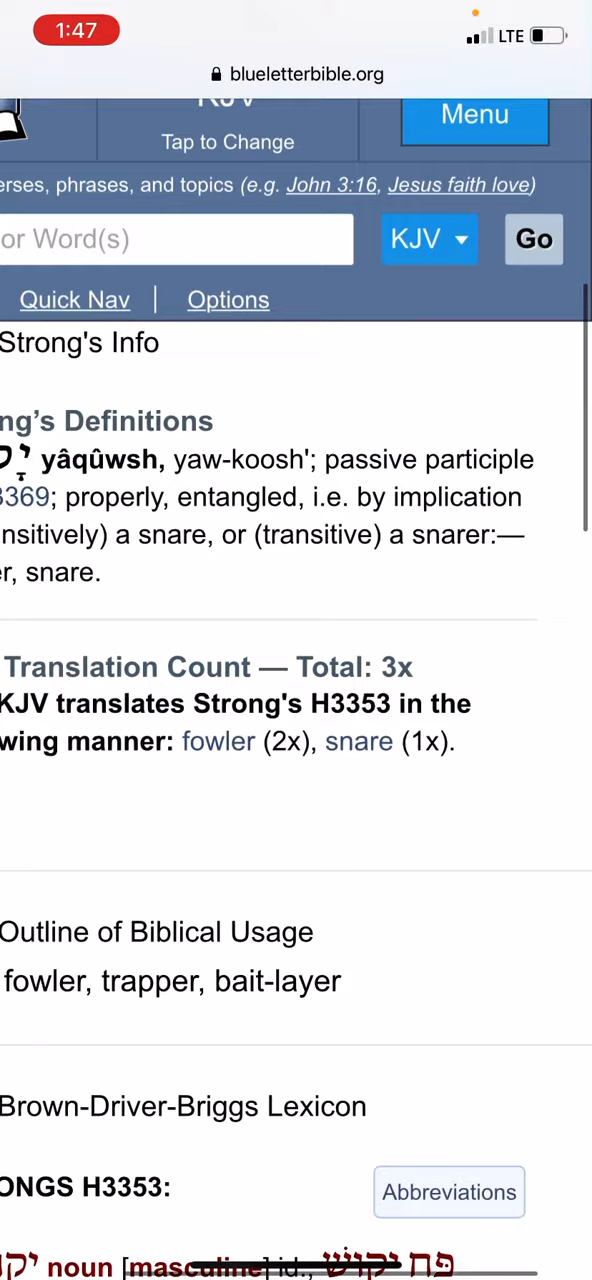 1:47
LTE
blueletterbible.org
KJV
Tap to Change
Menu
erses, phrases, and topics (e.g. John 3:16, Jesus faith love)
or Word(s)
KJV
Go
Quick Nav | Options
Strong's Info
ng’s Definitions
yâqûwsh, yaw-koosh'; passive participle
3369; properly, entangled, i.e. by implication
nsitively) a snare, or (transitive) a snarer:—
er, snare.
Translation Count — Total: 3x
KJV translates Strong's H3353 in the
wing manner: fowler (2x), snare (1x).
Outline of Biblical Usage
fowler, trapper, bait-layer
Brown-Driver-Briggs Lexicon
ONGS H3353:
Abbreviations
noun [masculine] id., פַּח יָקוּשׁ